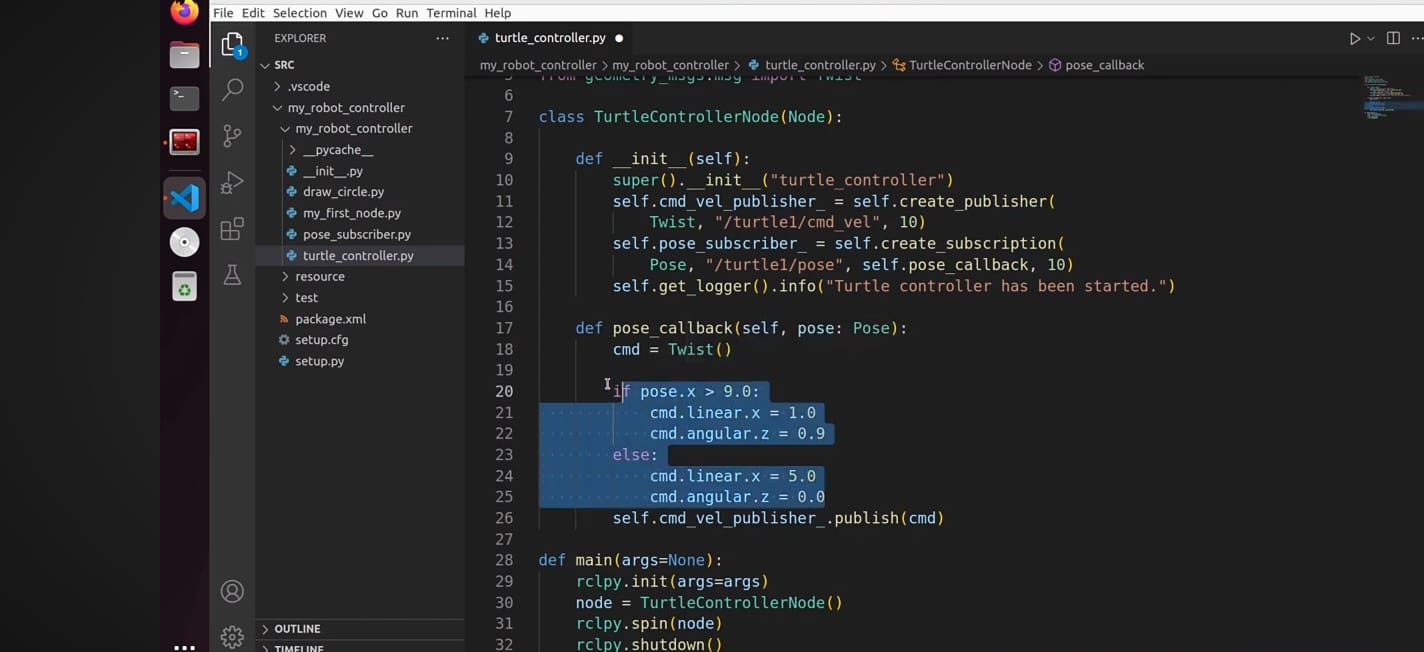 File Edit Selection View Go Run Terminal Help
EXPLORER
turtle_controller.py
1
SRC
my_robot_controller > my_robot_controller > turtle_controller.py > TurtleControllerNode > pose_callback
.vscode
my_robot_controller
my_robot_controller
__pycache__
__init__.py
draw_circle.py
my_first_node.py
pose_subscriber.py
turtle_controller.py
resource
test
package.xml
setup.cfg
setup.py
OUTLINE
TIMELINE
5 from geometry_msgs.msg import Twist
6
7 class TurtleControllerNode(Node):
8
9 def __init__(self):
10 super().__init__("turtle_controller")
11 self.cmd_vel_publisher_ = self.create_publisher(
12 Twist, "/turtle1/cmd_vel", 10)
13 self.pose_subscriber_ = self.create_subscription(
14 Pose, "/turtle1/pose", self.pose_callback, 10)
15 self.get_logger().info("Turtle controller has been started.")
16
17 def pose_callback(self, pose: Pose):
18 cmd = Twist()
19
20 if pose.x > 9.0:
21 cmd.linear.x = 1.0
22 cmd.angular.z = 0.9
23 else:
24 cmd.linear.x = 5.0
25 cmd.angular.z = 0.0
26 self.cmd_vel_publisher_.publish(cmd)
27
28 def main(args=None):
29 rclpy.init(args=args)
30 node = TurtleControllerNode()
31 rclpy.spin(node)
32 rclpy.shutdown()